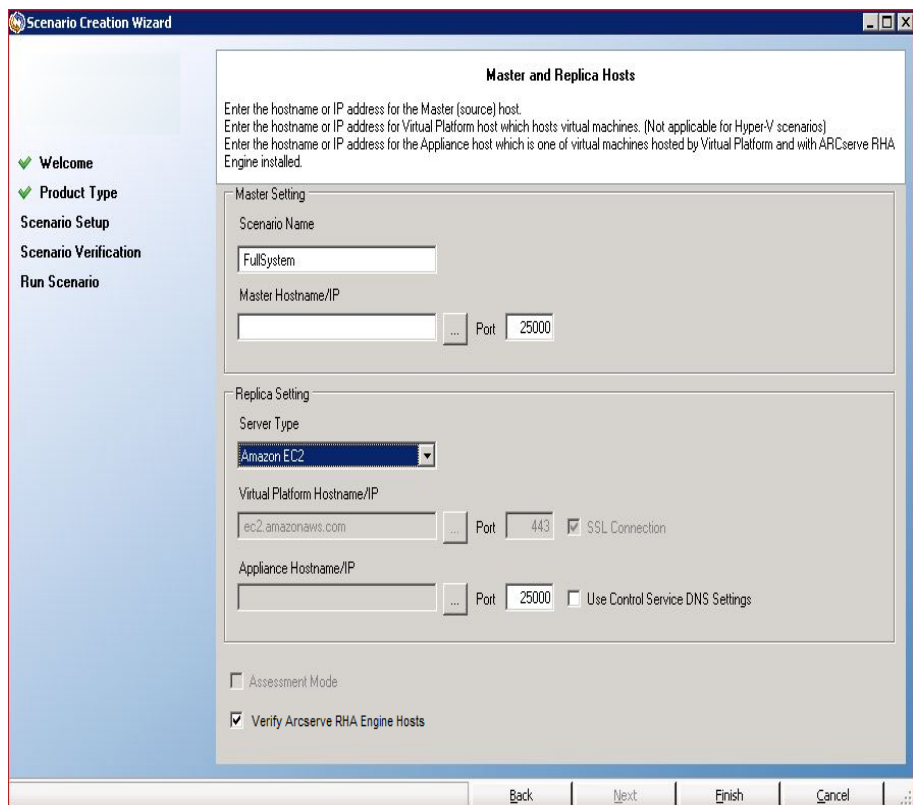 Scenario Creation Wizard
Welcome
Product Type
Scenario Setup
Scenario Verification
Run Scenario
Master and Replica Hosts
Enter the hostname or IP address for the Master (source) host.
Enter the hostname or IP address for Virtual Platform host which hosts virtual machines. (Not applicable for Hyper-V scenarios)
Enter the hostname or IP address for the Appliance host which is one of virtual machines hosted by Virtual Platform and with ARCserve RHA
Engine installed.
Master Setting
Scenario Name
FullSystem
Master Hostname/IP
... Port 25000
Replica Setting
Server Type
Amazon EC2
Virtual Platform Hostname/IP
ec2.amazonaws.com ... Port 443 SSL Connection
Appliance Hostname/IP
... Port 25000 Use Control Service DNS Settings
Assessment Mode
Verify Arcserve RHA Engine Hosts
Back Next Finish Cancel